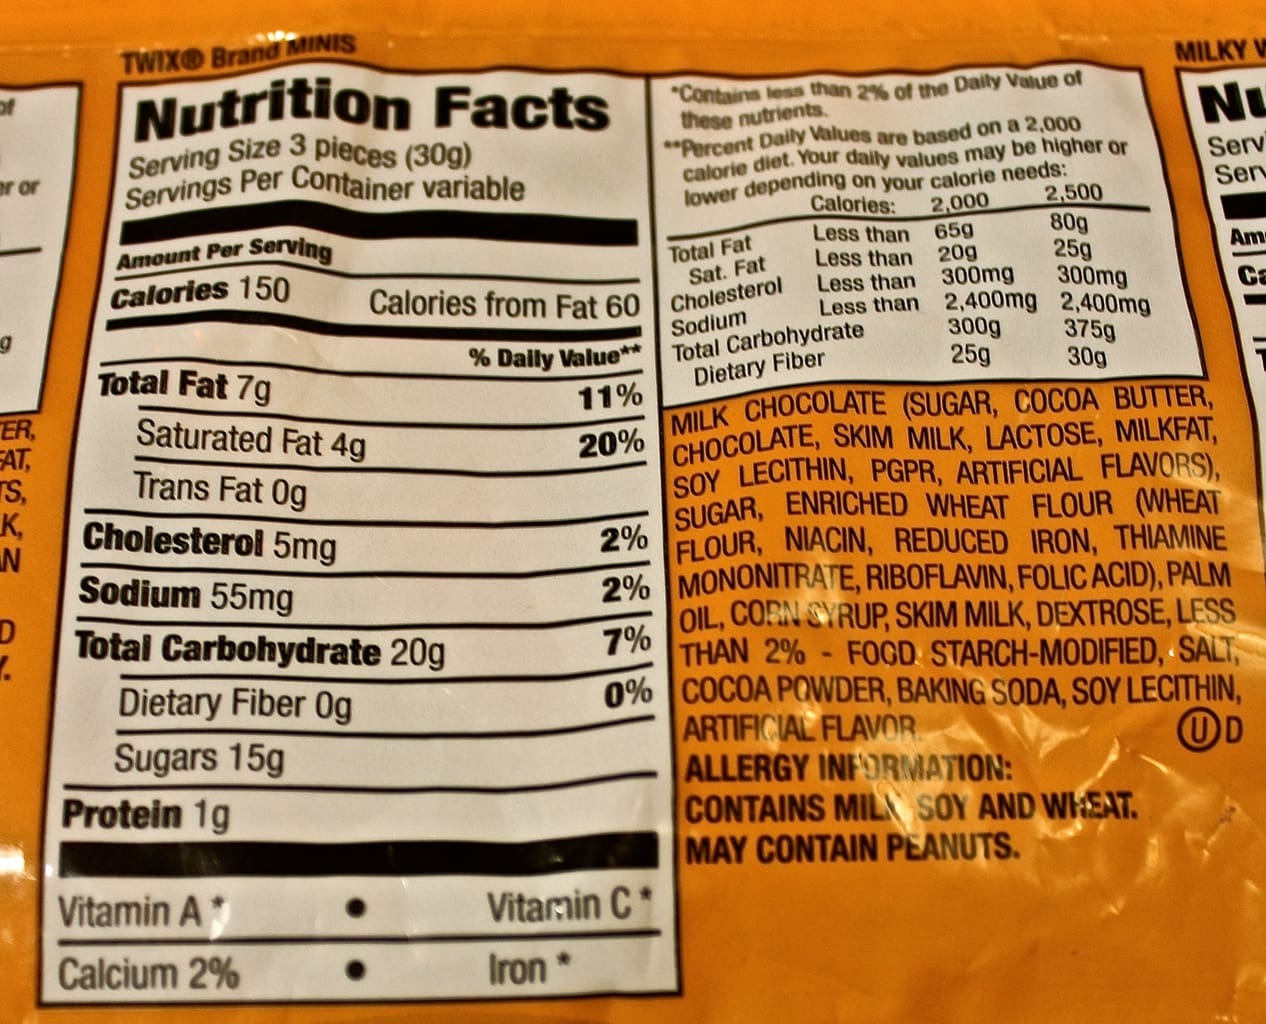 TWIX® Brand MINIS
Nutrition Facts
Serving Size 3 pieces (30g)
Servings Per Container variable
Amount Per Serving
Calories 150 Calories from Fat 60
% Daily Value**
Total Fat 7g 11%
Saturated Fat 4g 20%
Trans Fat 0g
Cholesterol 5mg 2%
Sodium 55mg 2%
Total Carbohydrate 20g 7%
Dietary Fiber 0g 0%
Sugars 15g
Protein 1g
Vitamin A * • Vitamin C *
Calcium 2% • Iron *
*Contains less than 2% of the Daily Value of
these nutrients.
**Percent Daily Values are based on a 2,000
calorie diet. Your daily values may be higher or
lower depending on your calorie needs:
Calories: 2,000 2,500
Total Fat Less than 65g 80g
Sat. Fat Less than 20g 25g
Cholesterol Less than 300mg 300mg
Sodium Less than 2,400mg 2,400mg
Total Carbohydrate 300g 375g
Dietary Fiber 25g 30g
MILK CHOCOLATE (SUGAR, COCOA BUTTER,
CHOCOLATE, SKIM MILK, LACTOSE, MILKFAT,
SOY LECITHIN, PGPR, ARTIFICIAL FLAVORS),
SUGAR, ENRICHED WHEAT FLOUR (WHEAT
FLOUR, NIACIN, REDUCED IRON, THIAMINE
MONONITRATE, RIBOFLAVIN, FOLIC ACID), PALM
OIL, CORN SYRUP, SKIM MILK, DEXTROSE, LESS
THAN 2% - FOOD STARCH-MODIFIED, SALT,
COCOA POWDER, BAKING SODA, SOY LECITHIN,
ARTIFICIAL FLAVOR.
Ⓤ D
ALLERGY INFORMATION:
CONTAINS MILK, SOY AND WHEAT.
MAY CONTAIN PEANUTS.
MILKY